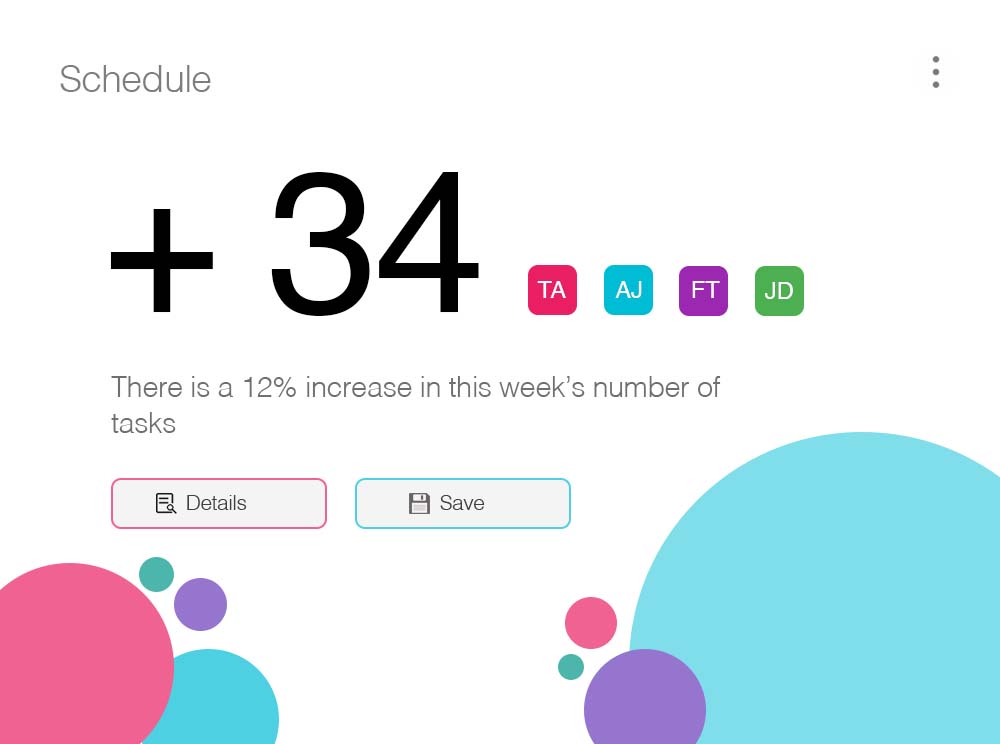 Schedule
+ 34
TA AJ FT JD
There is a 12% increase in this week’s number of
tasks
Details Save